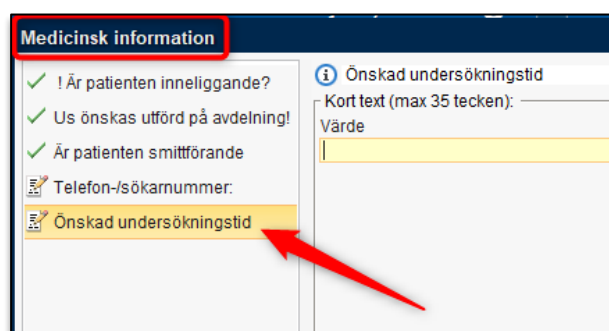 Medicinsk information
! Är patienten inneliggande?
Us önskas utförd på avdelning!
Är patienten smittförande
Telefon-/sökarnummer:
Önskad undersökningstid
Önskad undersökningstid
Kort text (max 35 tecken):
Värde